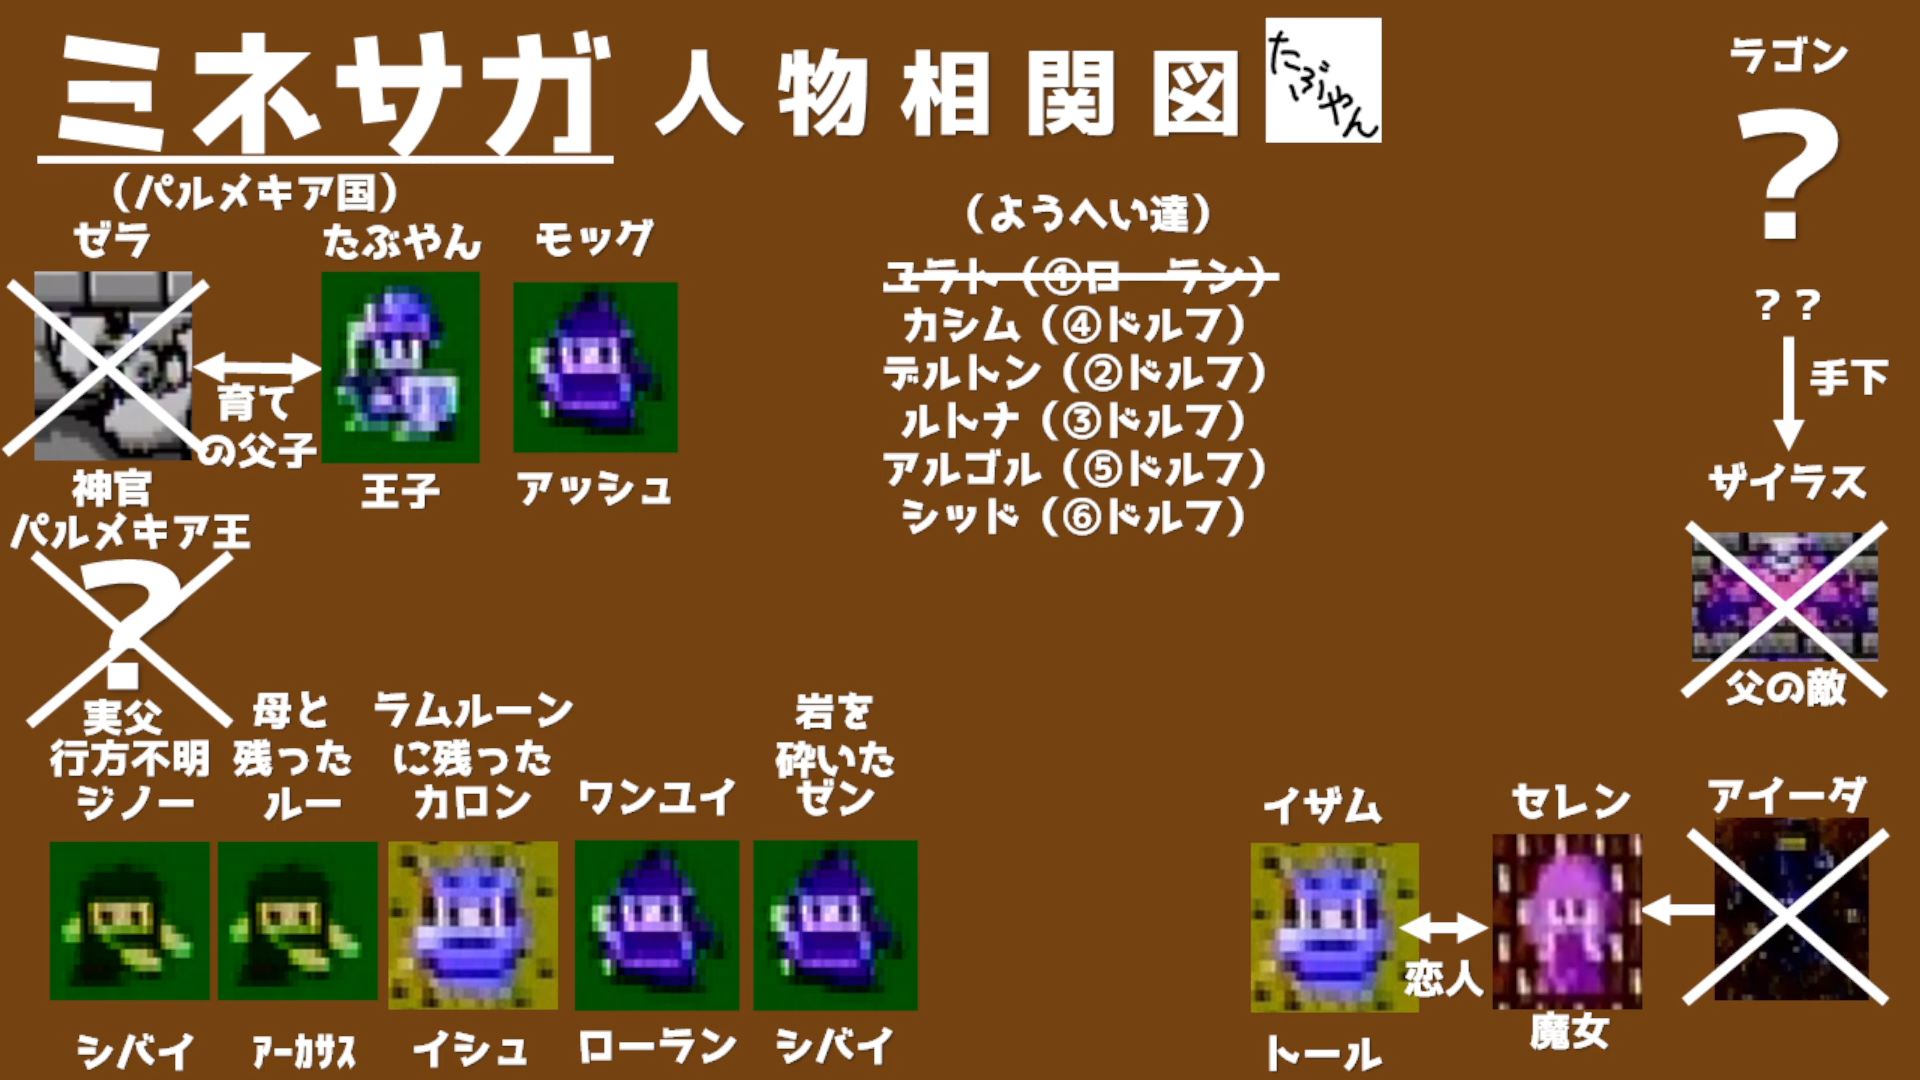 ミネサガ人物相関図
たぶやん
（パルメキア国）
ゼラ
たぶやん
モッグ
育て
の父子
神官
王子
アッシュ
パルメキア王
？
実父
行方不明
（ようへい達）
ユラト（①ローラン）
カシム（④ドルフ）
デルトン（②ドルフ）
ルトナ（③ドルフ）
アルゴル（⑤ドルフ）
シッド（⑥ドルフ）
ラゴン
？
？？
手下
ザイラス
父の敵
ジノー
シバイ
母と
残った
ルー
ｱｰｶｻｽ
ラムルーン
に残った
カロン
イシュ
ワンユイ
ローラン
岩を
砕いた
ゼン
シバイ
イザム
トール
恋人
セレン
魔女
アイーダ